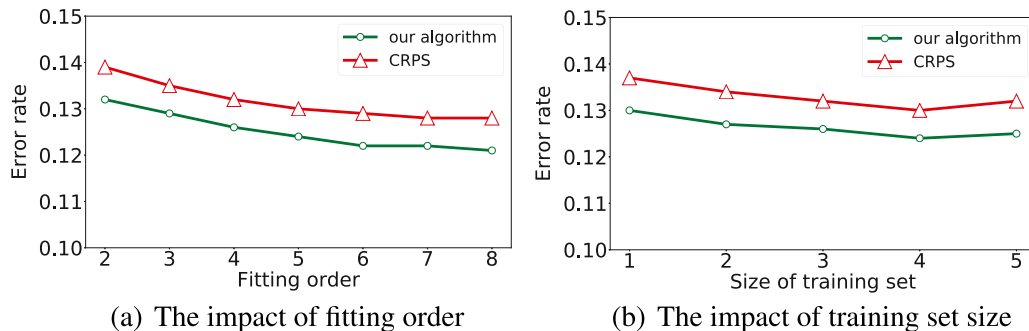 0.15
0.14
0.13
0.12
0.11
0.10
Error rate
our algorithm
CRPS
2 3 4 5 6 7 8
Fitting order
(a) The impact of fitting order
0.15
0.14
0.13
0.12
0.11
0.10
Error rate
our algorithm
CRPS
1 2 3 4 5
Size of training set
(b) The impact of training set size